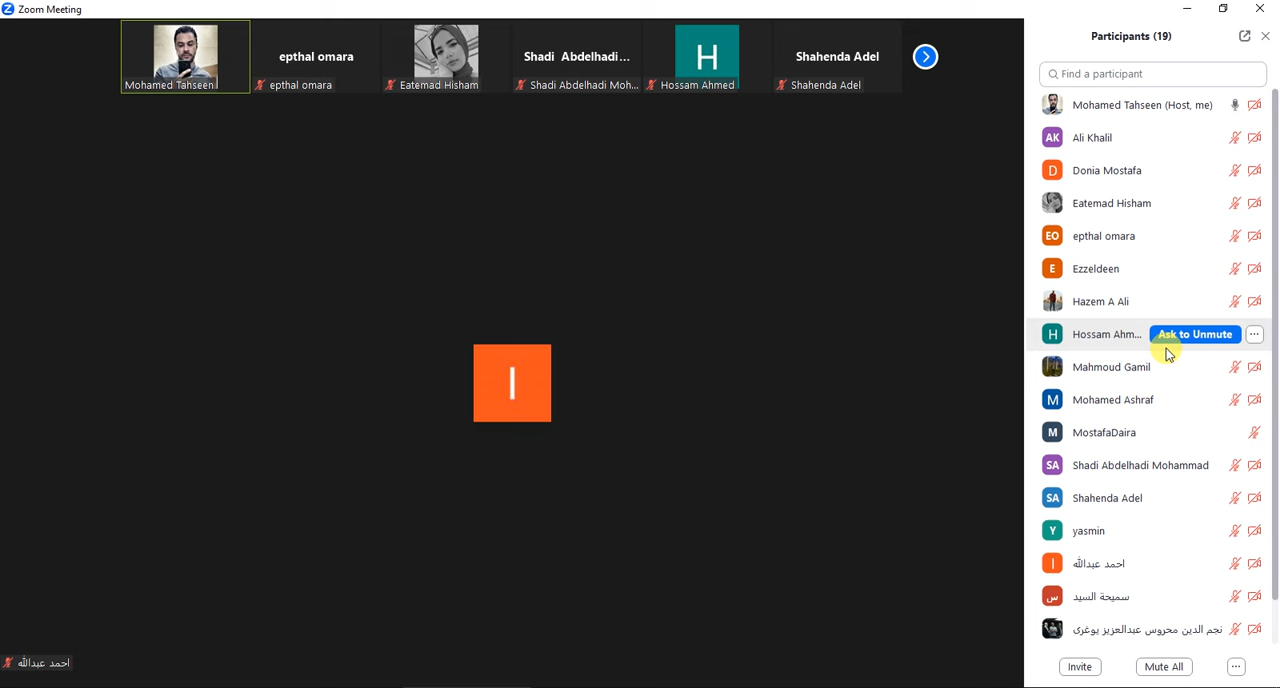 Zoom Meeting
Mohamed Tahseen
epthal omara
epthal omara
Eatemad Hisham
Shadi Abdelhadi...
Shadi Abdelhadi Moh...
H
Hossam Ahmed
Shahenda Adel
Shahenda Adel
I
احمد عبدالله
Participants (19)
Find a participant
Mohamed Tahseen (Host, me)
AK Ali Khalil
D Donia Mostafa
Eatemad Hisham
EO epthal omara
E Ezzeldeen
Hazem A Ali
H Hossam Ahm... Ask to Unmute ...
Mahmoud Gamil
M Mohamed Ashraf
M MostafaDaira
SA Shadi Abdelhadi Mohammad
SA Shahenda Adel
Y yasmin
ا احمد عبدالله
س سميحة السيد
نجم الدين محروس عبدالعزيز يوغرى
Invite Mute All ...